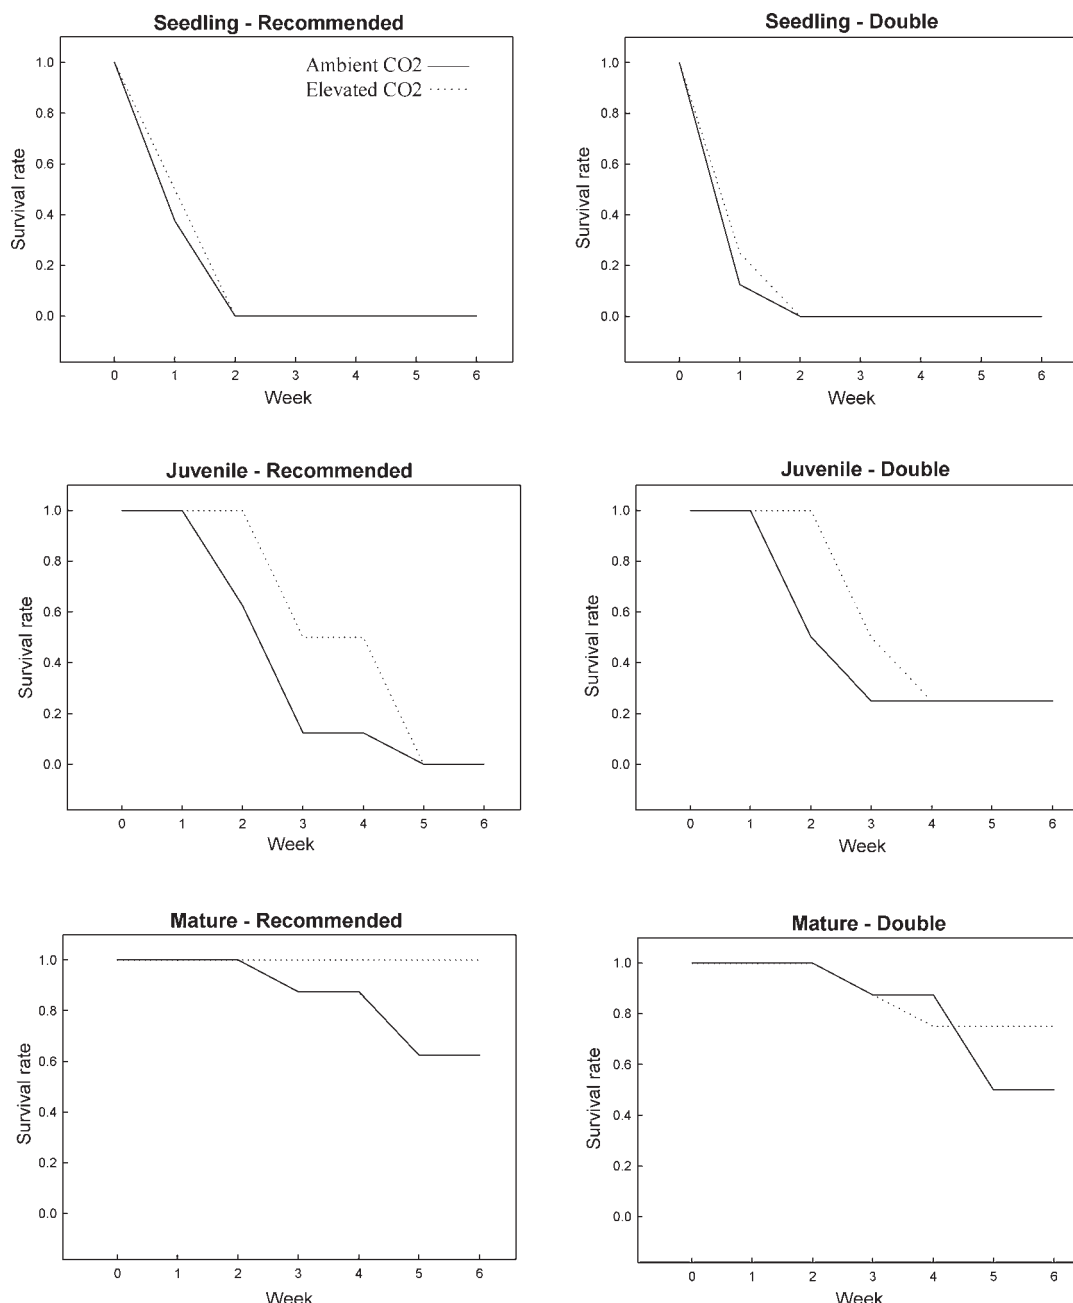 Seedling - Recommended
Ambient CO2
Elevated CO2
Survival rate
1.0
0.8
0.6
0.4
0.2
0.0
0 1 2 3 4 5 6
Week
Seedling - Double
Survival rate
1.0
0.8
0.6
0.4
0.2
0.0
0 1 2 3 4 5 6
Week
Juvenile - Recommended
Survival rate
1.0
0.8
0.6
0.4
0.2
0.0
0 1 2 3 4 5 6
Week
Juvenile - Double
Survival rate
1.0
0.8
0.6
0.4
0.2
0.0
0 1 2 3 4 5 6
Week
Mature - Recommended
Survival rate
1.0
0.8
0.6
0.4
0.2
0.0
0 1 2 3 4 5 6
Week
Mature - Double
Survival rate
1.0
0.8
0.6
0.4
0.2
0.0
0 1 2 3 4 5 6
Week